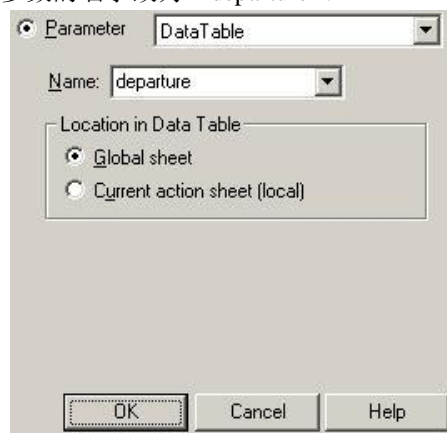 Parameter DataTable
Name: departure
Location in Data Table
Global sheet
Current action sheet (local)
OK Cancel Help